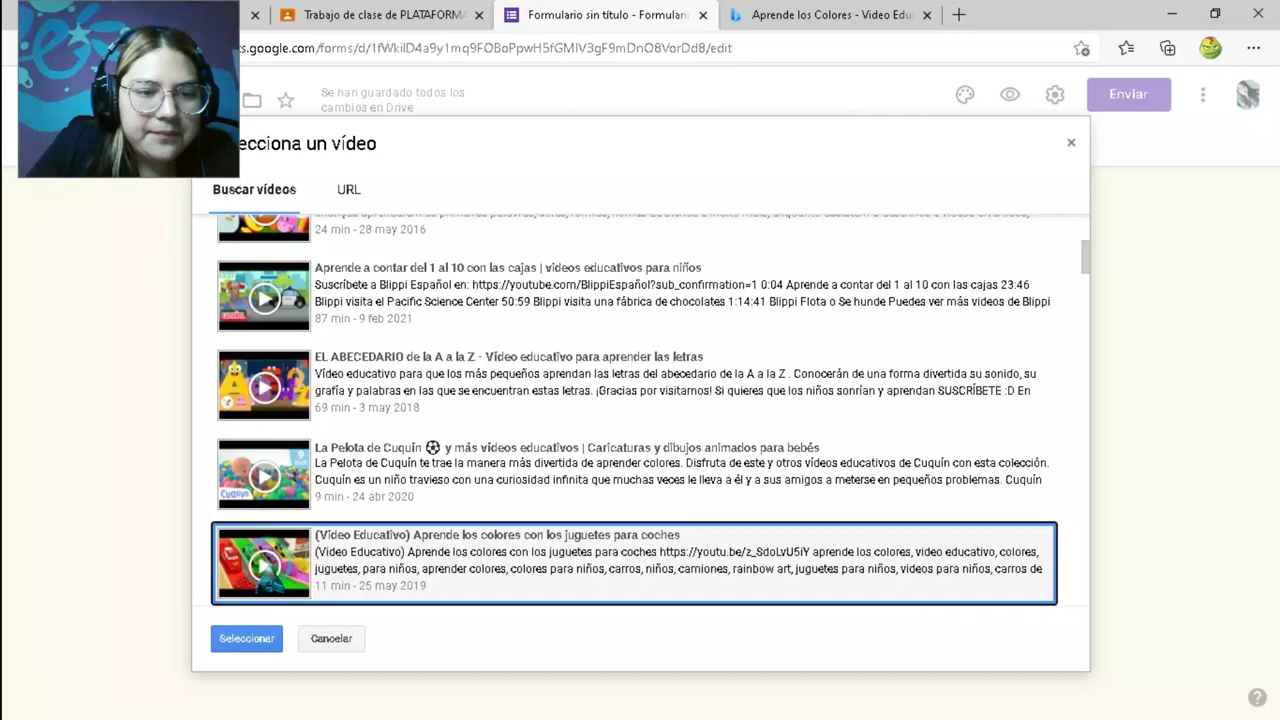 Trabajo de clase de PLATAFORMA
Formulario sin título - Formulari
Aprende los Colores - Video Edu
s.google.com/forms/d/1fWkilD4a9y1mq9FOBoPpwH5fGMlV3gF9mDnO8VorDd8/edit
Se han guardado todos los
cambios en Drive
Enviar
ecciona un vídeo
Buscar vídeos
URL
24 min - 28 may 2016
Aprende a contar del 1 al 10 con las cajas | videos educativos para niños
Suscríbete a Blippi Español en: https://youtube.com/BlippiEspañol?sub_confirmation=1 0:04 Aprende a contar del 1 al 10 con las cajas 23:46
Blippi visita el Pacific Science Center 50:59 Blippi visita una fábrica de chocolates 1:14:41 Blippi Flota o Se hunde Puedes ver más videos de Blippi
87 min - 9 feb 2021
EL ABECEDARIO de la A a la Z - Vídeo educativo para aprender las letras
Vídeo educativo para que los más pequeños aprendan las letras del abecedario de la A a la Z . Conocerán de una forma divertida su sonido, su
grafía y palabras en las que se encuentran estas letras. ¡Gracias por visitarnos! Si quieres que los niños sonrían y aprendan SUSCRÍBETE :D En
69 min - 3 may 2018
La Pelota de Cuquín ⚽ y más vídeos educativos | Caricaturas y dibujos animados para bebés
La Pelota de Cuquín te trae la manera más divertida de aprender colores. Disfruta de este y otros vídeos educativos de Cuquín con esta colección.
Cuquín es un niño travieso con una curiosidad infinita que muchas veces le lleva a él y a sus amigos a meterse en pequeños problemas. Cuquín
9 min - 24 abr 2020
(Video Educativo) Aprende los colores con los juguetes para coches
(Video Educativo) Aprende los colores con los juguetes para coches https://youtu.be/z_SdoLvU5iY aprende los colores, video educativo, colores,
juguetes, para niños, aprender colores, colores para niños, carros, niños, camiones, rainbow art, juguetes para niños, videos para niños, carros de
11 min - 25 may 2019
Seleccionar
Cancelar